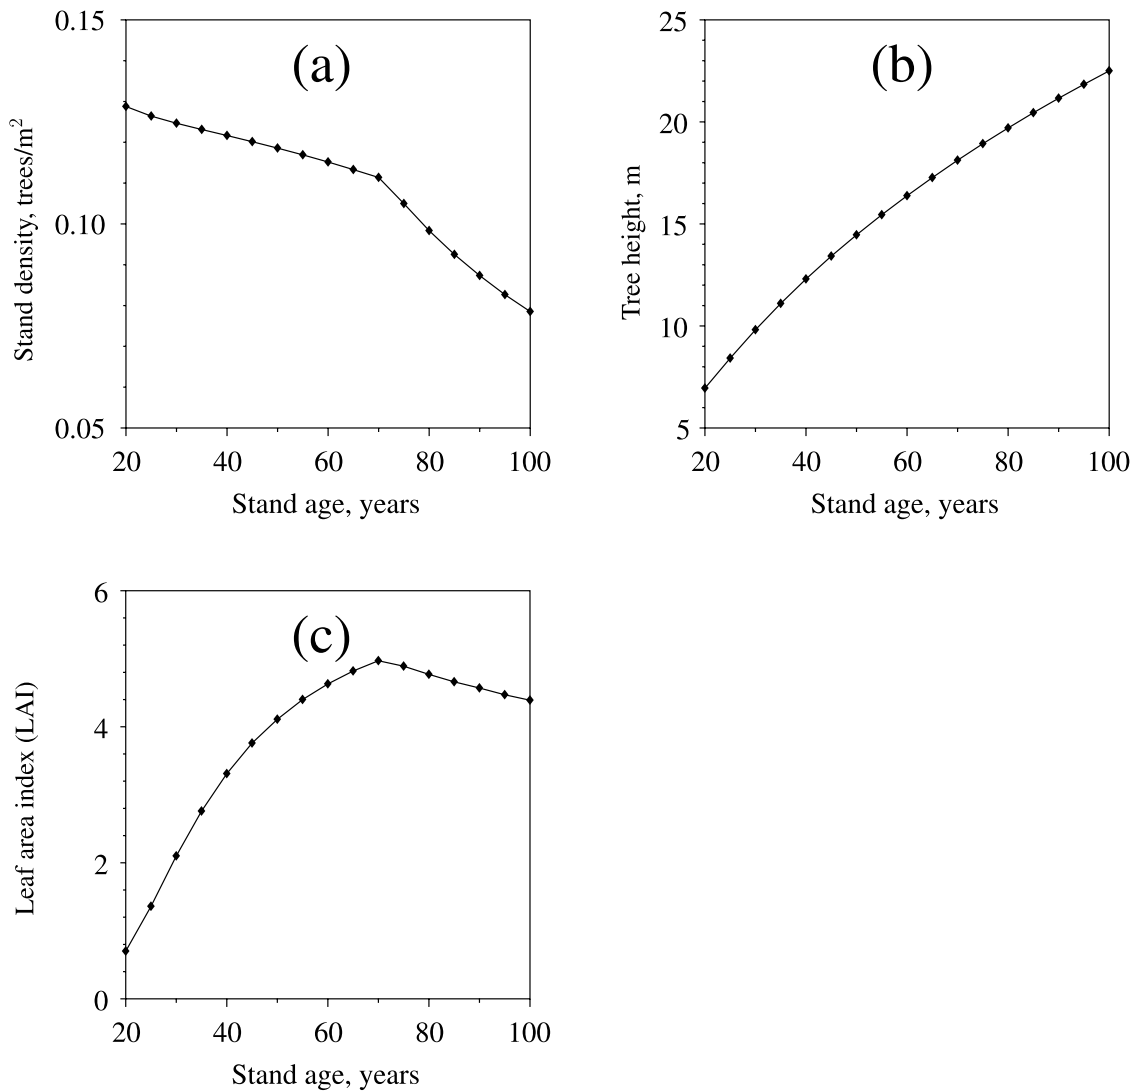 0.15
0.10
0.05
Stand density, trees/m²
(a)
20 40 60 80 100
Stand age, years
25
20
15
10
5
Tree height, m
(b)
20 40 60 80 100
Stand age, years
6
4
2
0
Leaf area index (LAI)
(c)
20 40 60 80 100
Stand age, years